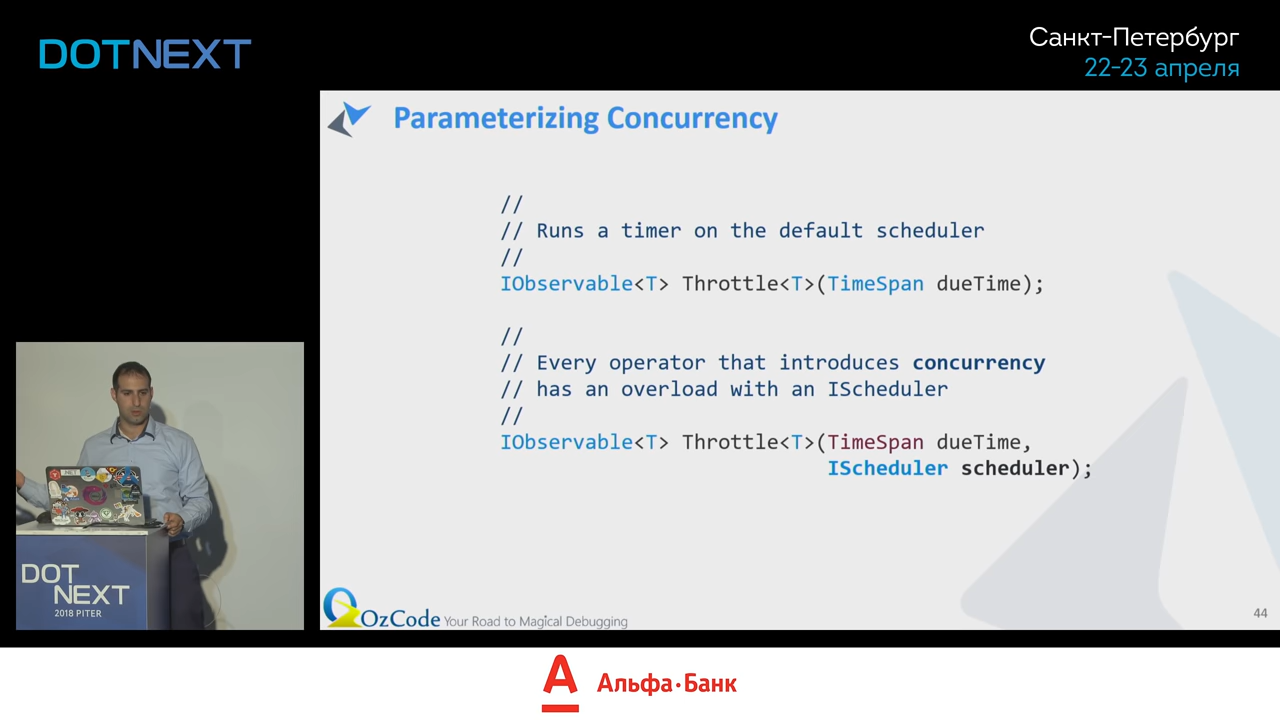 DOTNEXT
Санкт-Петербург
22-23 апреля
Parameterizing Concurrency
//
// Runs a timer on the default scheduler
//
IObservable<T> Throttle<T>(TimeSpan dueTime);
//
// Every operator that introduces concurrency
// has an overload with an IScheduler
//
IObservable<T> Throttle<T>(TimeSpan dueTime,
IScheduler scheduler);
OzCode Your Road to Magical Debugging
44
DOT
NEXT
2018 PITER
Альфа·Банк